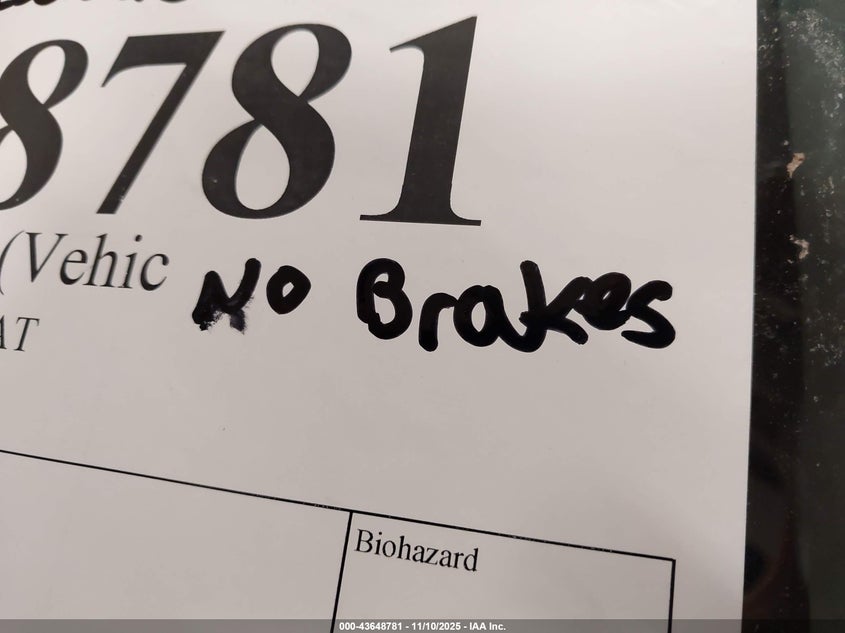 8781
(Vehic No Brakes
AT
Biohazard
000-43648781 - 11/10/2025 - IAA Inc.